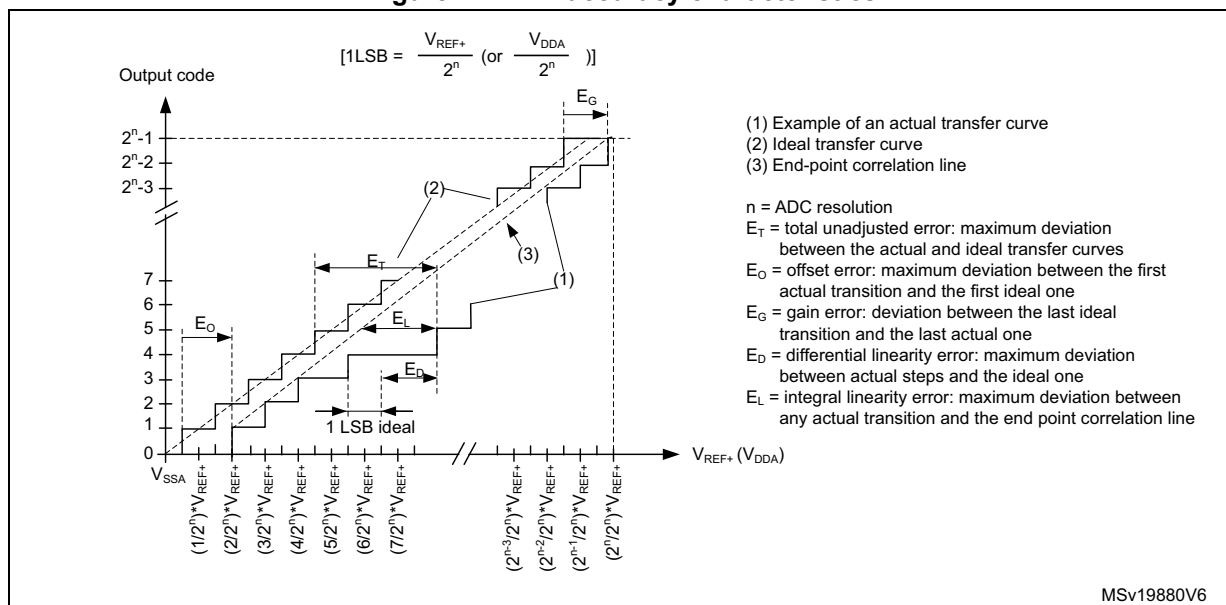 [1LSB = V_REF+ / 2^n (or V_DDA / 2^n )]
Output code
E_G
2^n-1
2^n-2
2^n-3
(2)
(3)
(1)
7
6
5
4
3
2
1
0
E_T
E_O
E_L
E_D
1 LSB ideal
V_SSA
(1/2^n)*V_REF+
(2/2^n)*V_REF+
(3/2^n)*V_REF+
(4/2^n)*V_REF+
(5/2^n)*V_REF+
(6/2^n)*V_REF+
(7/2^n)*V_REF+
(2^n-3/2^n)*V_REF+
(2^n-2/2^n)*V_REF+
(2^n-1/2^n)*V_REF+
(2^n/2^n)*V_REF+
V_REF+ (V_DDA)
(1) Example of an actual transfer curve
(2) Ideal transfer curve
(3) End-point correlation line
n = ADC resolution
E_T = total unadjusted error: maximum deviation
between the actual and ideal transfer curves
E_O = offset error: maximum deviation between the first
actual transition and the first ideal one
E_G = gain error: deviation between the last ideal
transition and the last actual one
E_D = differential linearity error: maximum deviation
between actual steps and the ideal one
E_L = integral linearity error: maximum deviation between
any actual transition and the end point correlation line
MSv19880V6